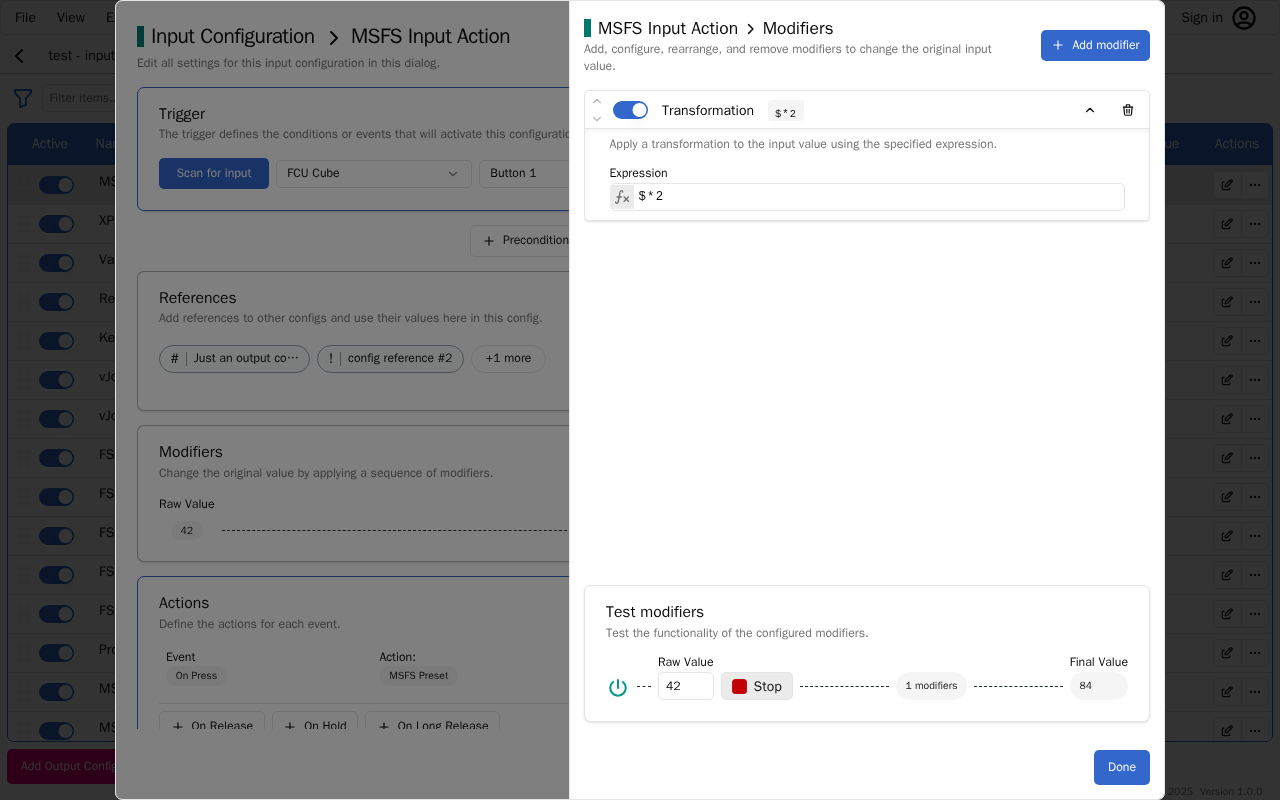 File View
Sign in
test - input
Filter items..
Active
Actions
Input Configuration > MSFS Input Action
Edit all settings for this input configuration in this dialog.
Trigger
The trigger defines the conditions or events that will activate this
Scan for input
FCU Cube
Button 1
+ Precondition
References
Add references to other configs and use their values here in this config.
# | Just an output co···
! | config reference #2
+1 more
Modifiers
Change the original value by applying a sequence of modifiers.
Raw Value
42
Actions
Define the actions for each event.
Event
Action:
On Press
MSFS Preset
+ On Release
+ On Hold
+ On Long Release
Add Output Config
2025 Version 1.0.0
MSFS Input Action > Modifiers
Add, configure, rearrange, and remove modifiers to change the original input
value.
+ Add modifier
Transformation
$*2
Apply a transformation to the input value using the specified expression.
Expression
fx $*2
Test modifiers
Test the functionality of the configured modifiers.
Raw Value
Final Value
42
Stop
1 modifiers
84
Done